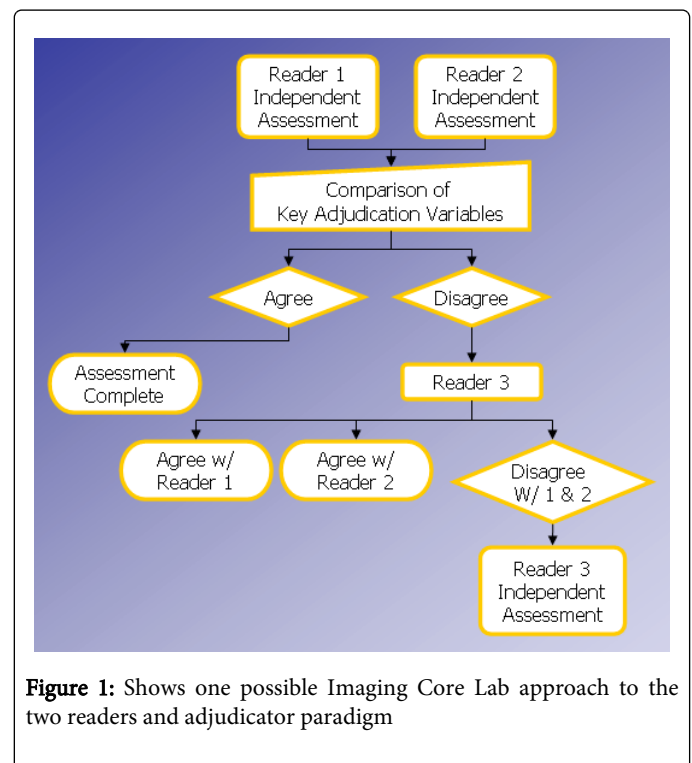 Reader 1
Independent
Assessment
Reader 2
Independent
Assessment
Comparison of
Key Adjudication Variables
Agree
Disagree
Assessment
Complete
Reader 3
Agree w/
Reader 1
Agree w/
Reader 2
Disagree
W/ 1 & 2
Reader 3
Independent
Assessment
Figure 1: Shows one possible Imaging Core Lab approach to the
two readers and adjudicator paradigm